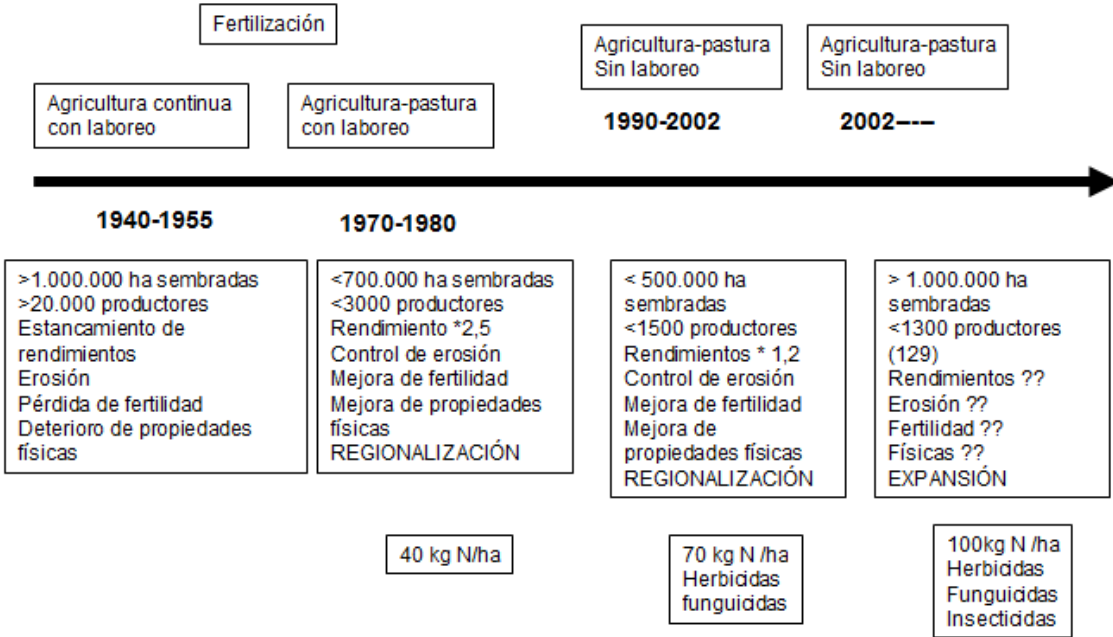 Fertilización
Agricultura continua
con laboreo
Agricultura-pastura
con laboreo
Agricultura-pastura
Sin laboreo
1990-2002
Agricultura-pastura
Sin laboreo
2002-----
1940-1955
1970-1980
>1.000.000 ha sembradas
>20.000 productores
Estancamiento de
rendimientos
Erosión
Pérdida de fertilidad
Deterioro de propiedades
físicas
<700.000 ha sembradas
<3000 productores
Rendimiento *2,5
Control de erosión
Mejora de fertilidad
Mejora de propiedades
físicas
REGIONALIZACIÓN
< 500.000 ha
sembradas
<1500 productores
Rendimientos * 1,2
Control de erosión
Mejora de fertilidad
Mejora de
propiedades físicas
REGIONALIZACIÓN
> 1.000.000 ha
sembradas
<1300 productores
(129)
Rendimientos ??
Erosión ??
Fertilidad ??
Físicas ??
EXPANSIÓN
40 kg N/ha
70 kg N /ha
Herbicidas
funguicidas
100kg N /ha
Herbicidas
Funguicidas
Insecticidas